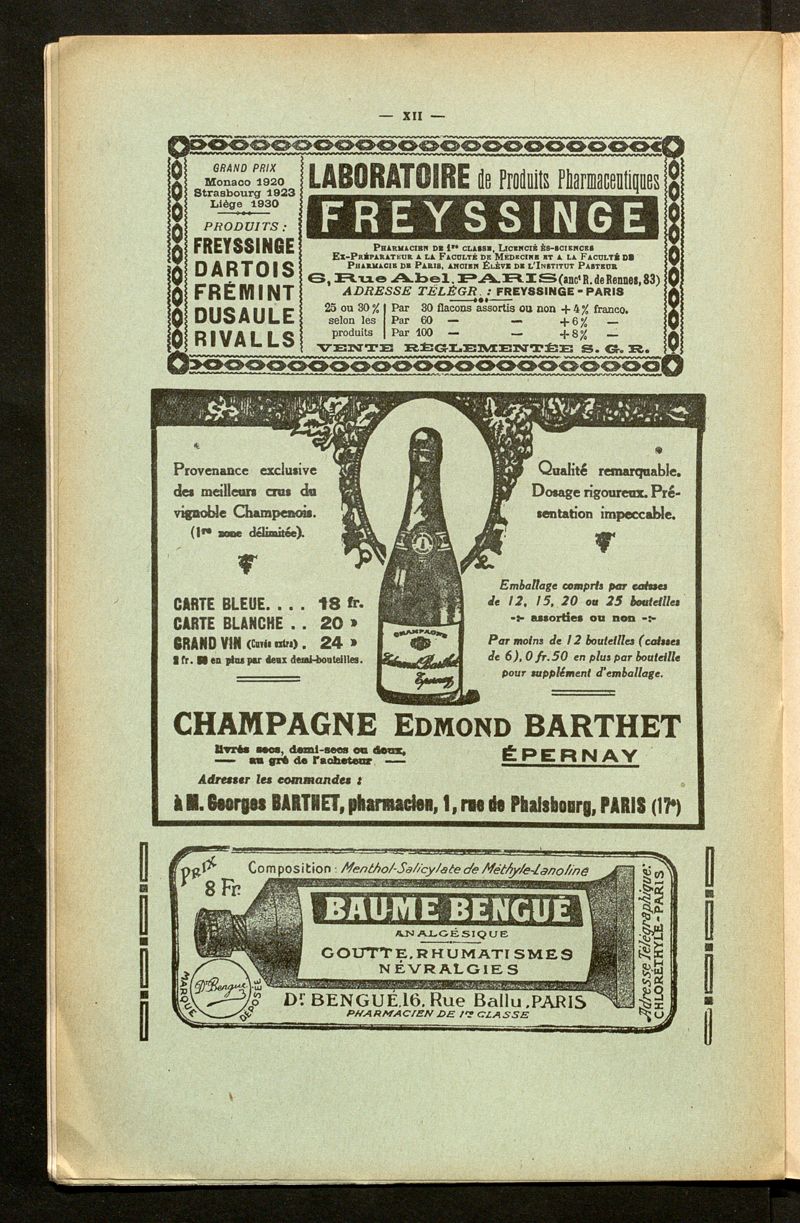 — XII —
GRAND PRIX
Monaco 1920
Strasbourg 1923
Liège 1930
PRODUITS :
FREYSSINGE
DARTOIS
FRÉMINT
DUSAULE
RIVALLS
LABORATOIRE de Produits Pharmaceutiques
FREYSSINGE
PHARMACIEN DE 1re CLASSE, LICENCIÉ ÈS-SCIENCES
EX-PRÉPARATEUR A LA FACULTÉ DE MÉDECINE ET A LA FACULTÉ DE
PHARMACIE DE PARIS, ANCIEN ÉLÈVE DE L'INSTITUT PASTEUR
6, Rue Abel, PARIS (anct R. de Rennes, 83)
ADRESSE TÉLÉGR. : FREYSSINGE - PARIS
25 ou 30 % Par 30 flacons assortis ou non + 4 % franco.
selon les Par 60 — — + 6 % —
produits Par 100 — — + 8 % —
VENTE RÉGLEMENTÉE S. G. R.
Provenance exclusive
des meilleurs crus du
vignoble Champenois.
(1re zone délimitée).
Qualité remarquable.
Dosage rigoureux. Pré-
sentation impeccable.
CARTE BLEUE. . . . 18 fr.
CARTE BLANCHE . . 20 »
GRAND VIN (Cuvée extra) . 24 »
1 fr. 50 en plus par deux demi-bouteilles.
Emballage compris par caisses
de 12, 15, 20 ou 25 bouteilles
-:- assorties ou non -:-
Par moins de 12 bouteilles (caisses
de 6), 0 fr. 50 en plus par bouteille
pour supplément d'emballage.
CHAMPAGNE
Edmond Barthet
Epernay
CHAMPAGNE EDMOND BARTHET
livrés secs, demi-secs ou doux,
— au gré de l'acheteur —
ÉPERNAY
Adresser les commandes :
à M. Georges BARTHET, pharmacien, 1, rue de Phalsbourg, PARIS (17e)
PRIX
8 Fr.
Composition : Menthol-Salicylate de Méthyle-Lanoline
BAUME BENGUÉ
ANALGÉSIQUE
GOUTTE, RHUMATISMES
NÉVRALGIES
MARQUE DÉPOSÉE
Dr Bengué
Dr BENGUÉ, 16, Rue Ballu, PARIS
PHARMACIEN DE 1re CLASSE
Adresse Télégraphique:
CHLORÉTHYLE-PARIS